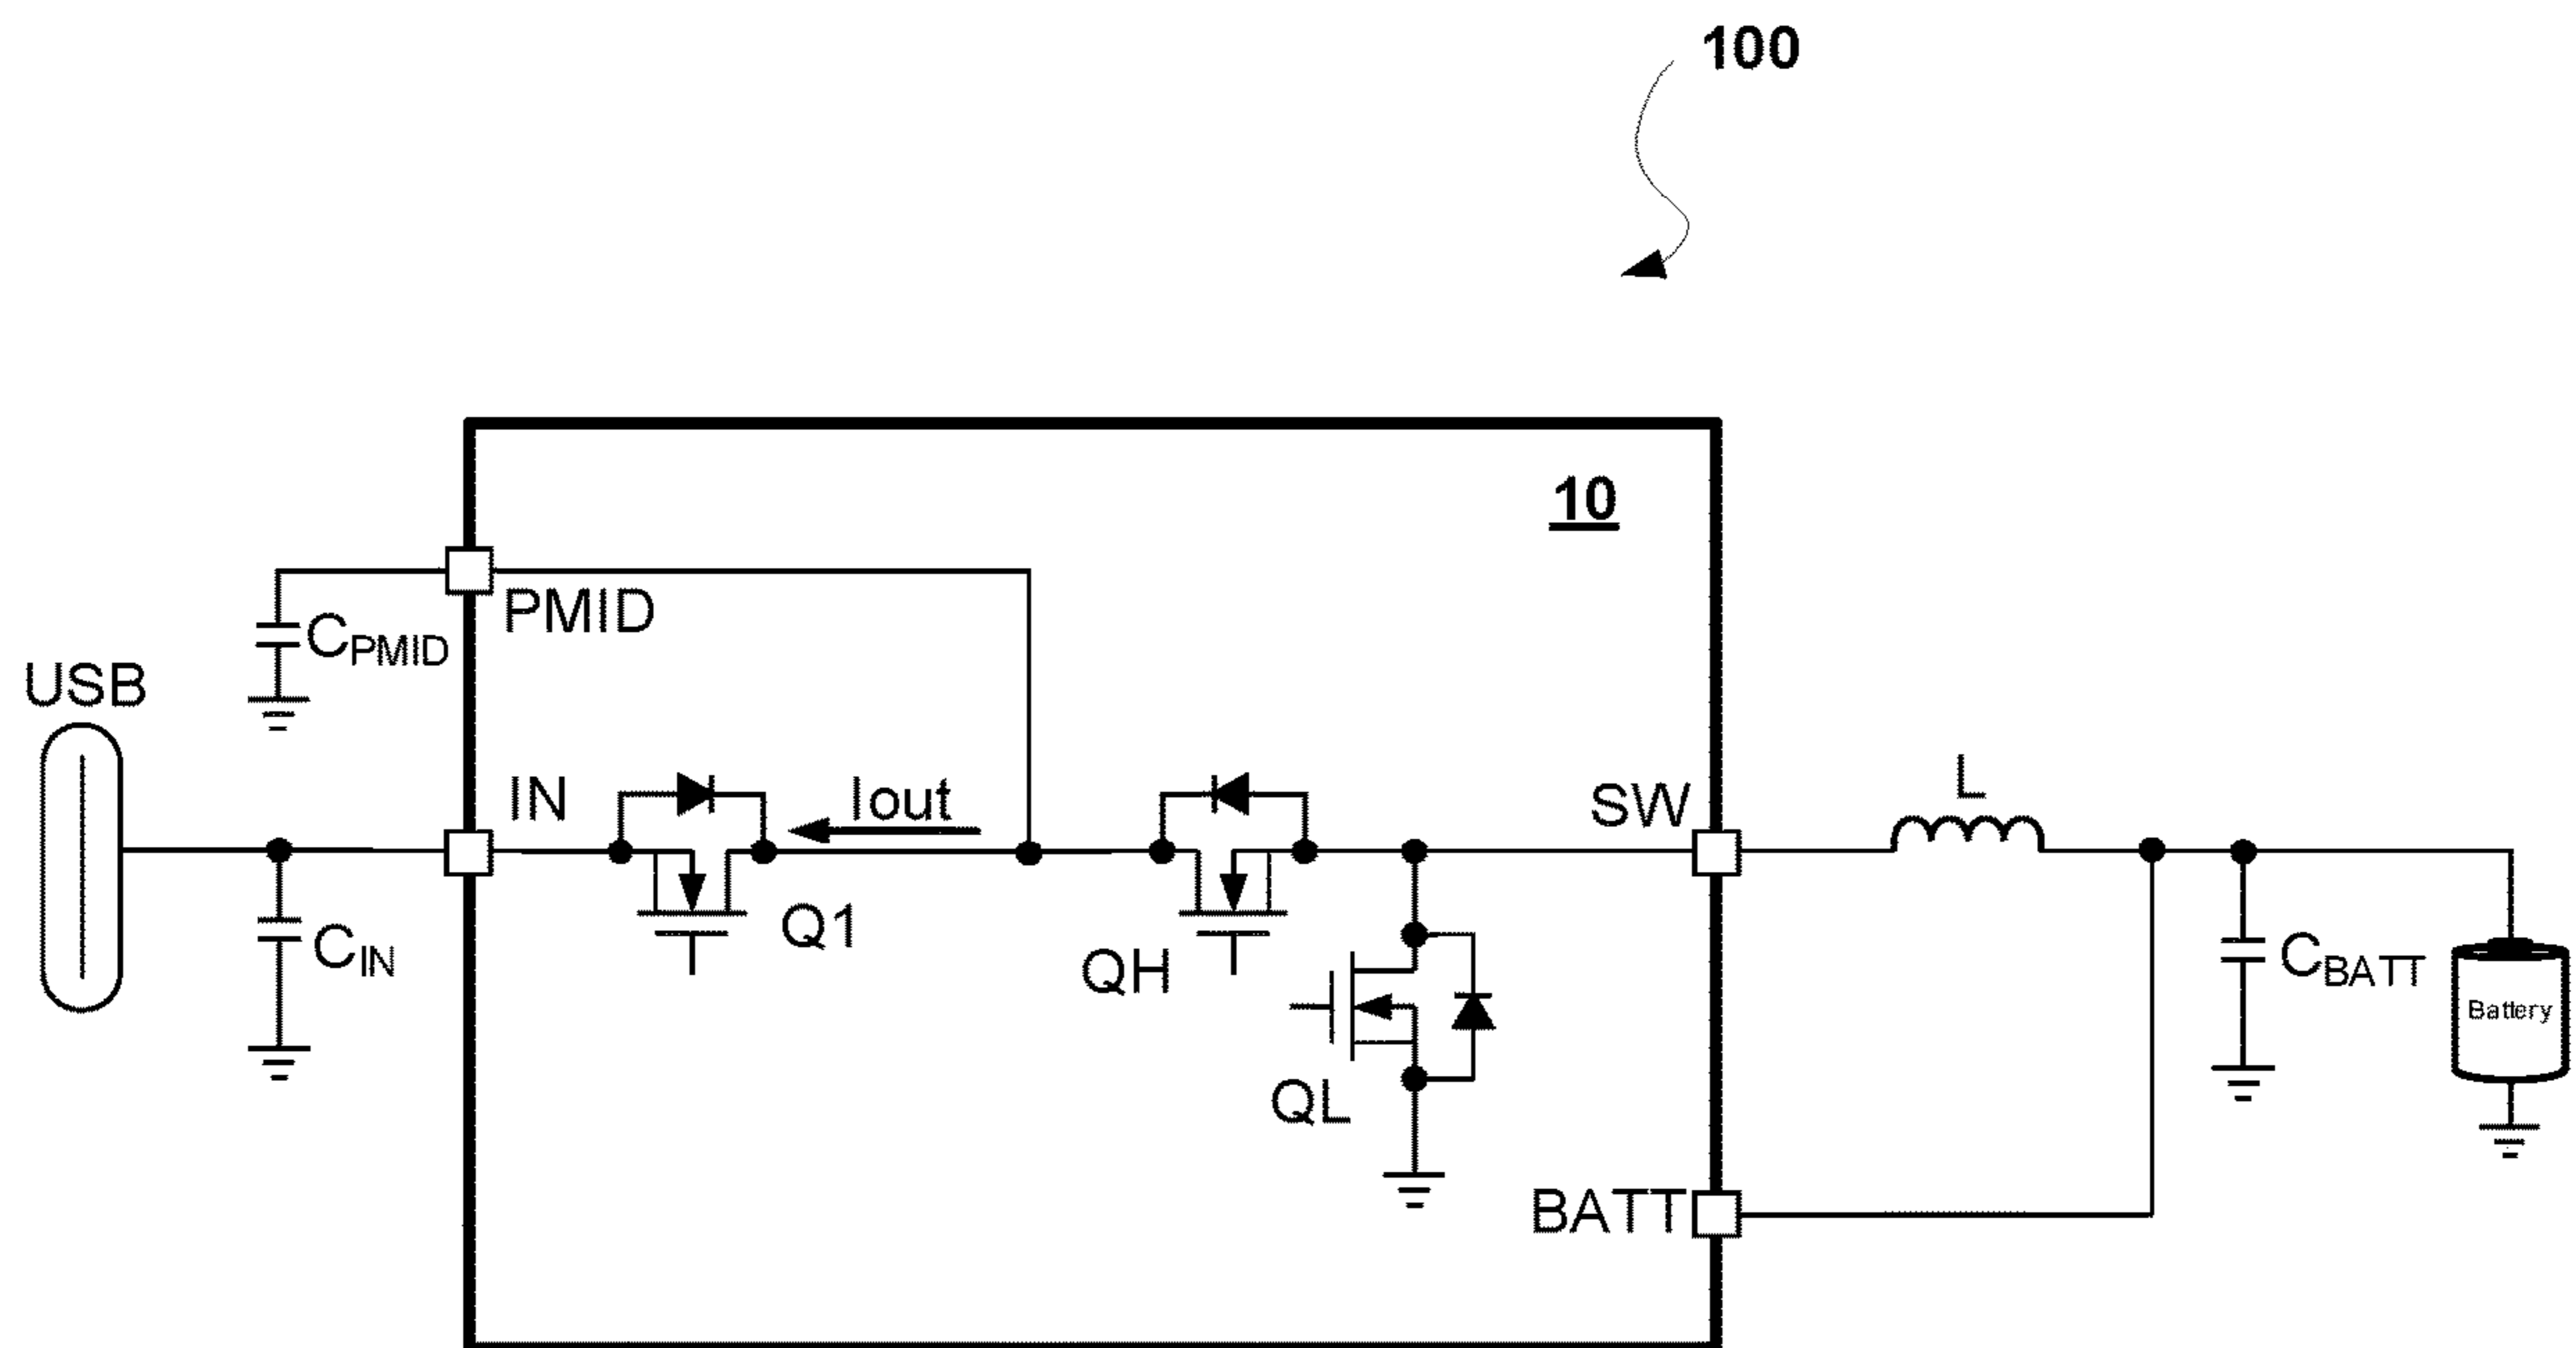 100
10
PMID
CPMID
USB
IN
Iout
SW
L
Q1
CIN
QH
CBATT
Battery
QL
BATT